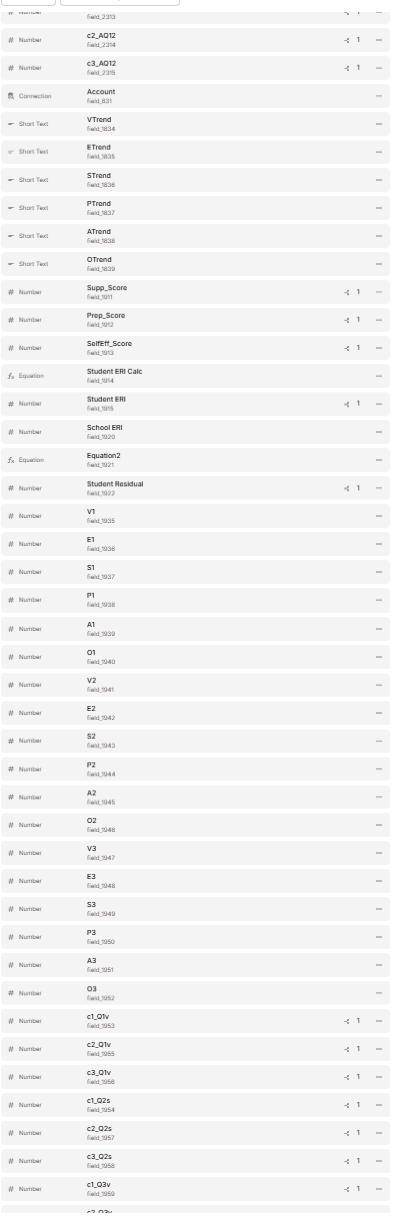 Number
field_2313
1
c2_AQ12
Number
field_2314
1
c3_AQ12
Number
field_2315
1
Account
Connection
field_631
VTrend
Short Text
field_1834
ETrend
Short Text
field_1835
STrend
Short Text
field_1836
PTrend
Short Text
field_1837
ATrend
Short Text
field_1838
OTrend
Short Text
field_1839
Supp_Score
Number
field_1911
1
Prep_Score
Number
field_1912
1
SelfEff_Score
Number
field_1913
1
Student ERI Calc
Equation
field_1914
Student ERI
Number
field_1915
1
School ERI
Number
field_1920
Equation2
Equation
field_1921
Student Residual
Number
field_1922
1
V1
Number
field_1935
E1
Number
field_1936
S1
Number
field_1937
P1
Number
field_1938
A1
Number
field_1939
O1
Number
field_1940
V2
Number
field_1941
E2
Number
field_1942
S2
Number
field_1943
P2
Number
field_1944
A2
Number
field_1945
O2
Number
field_1946
V3
Number
field_1947
E3
Number
field_1948
S3
Number
field_1949
P3
Number
field_1950
A3
Number
field_1951
O3
Number
field_1952
c1_Q1v
Number
field_1953
1
c2_Q1v
Number
field_1955
1
c3_Q1v
Number
field_1956
1
c1_Q2s
Number
field_1954
1
c2_Q2s
Number
field_1957
1
c3_Q2s
Number
field_1958
1
c1_Q3v
Number
field_1959
1
c2_Q3v